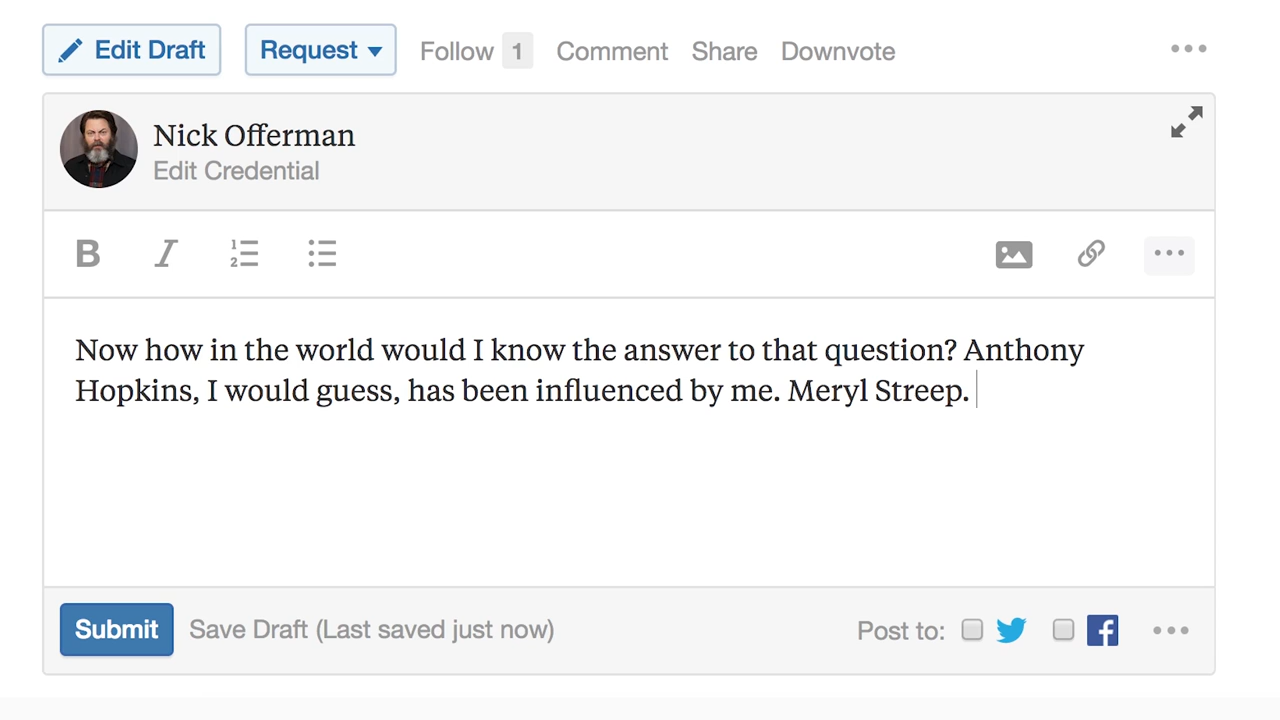 Edit Draft Request Follow 1 Comment Share Downvote
Nick Offerman
Edit Credential
B I
Now how in the world would I know the answer to that question? Anthony
Hopkins, I would guess, has been influenced by me. Meryl Streep.
Submit Save Draft (Last saved just now) Post to: